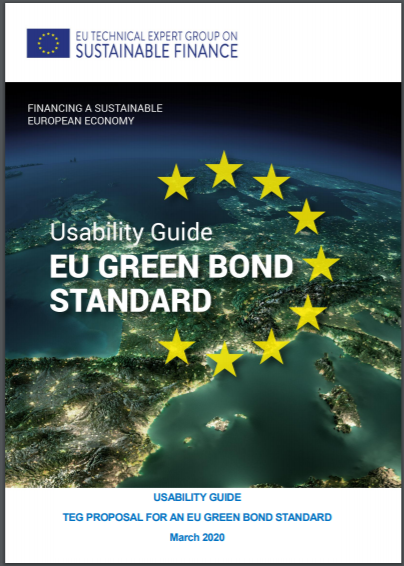 EU TECHNICAL EXPERT GROUP ON
SUSTAINABLE FINANCE
FINANCING A SUSTAINABLE
EUROPEAN ECONOMY
Usability Guide
EU GREEN BOND
STANDARD
USABILITY GUIDE
TEG PROPOSAL FOR AN EU GREEN BOND STANDARD
March 2020